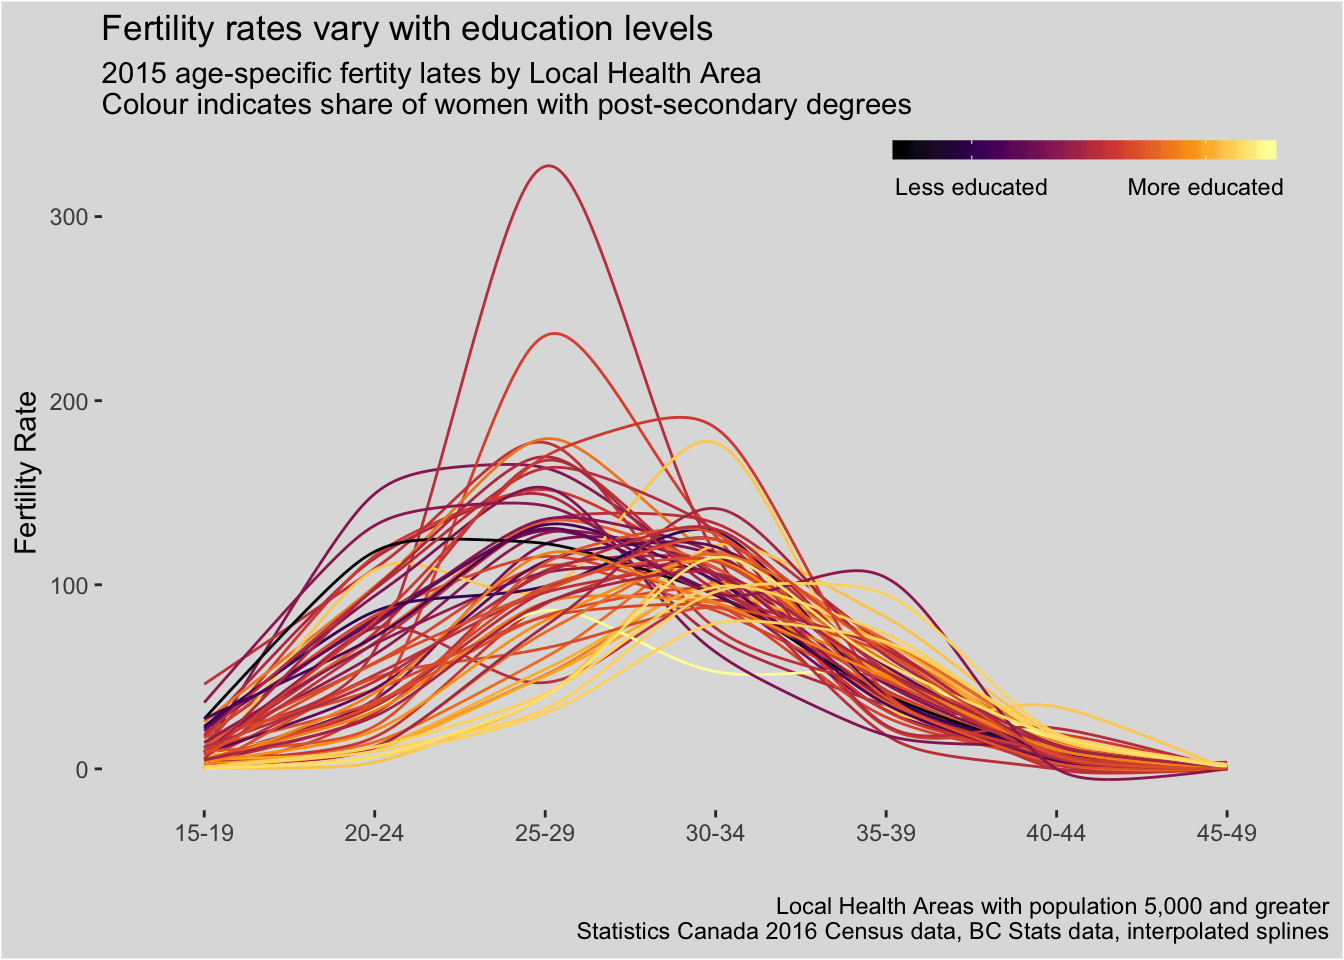 Fertility rates vary with education levels
2015 age-specific fertity lates by Local Health Area
Colour indicates share of women with post-secondary degrees
Less educated
More educated
Fertility Rate
300
200
100
0
15-19
20-24
25-29
30-34
35-39
40-44
45-49
Local Health Areas with population 5,000 and greater
Statistics Canada 2016 Census data, BC Stats data, interpolated splines